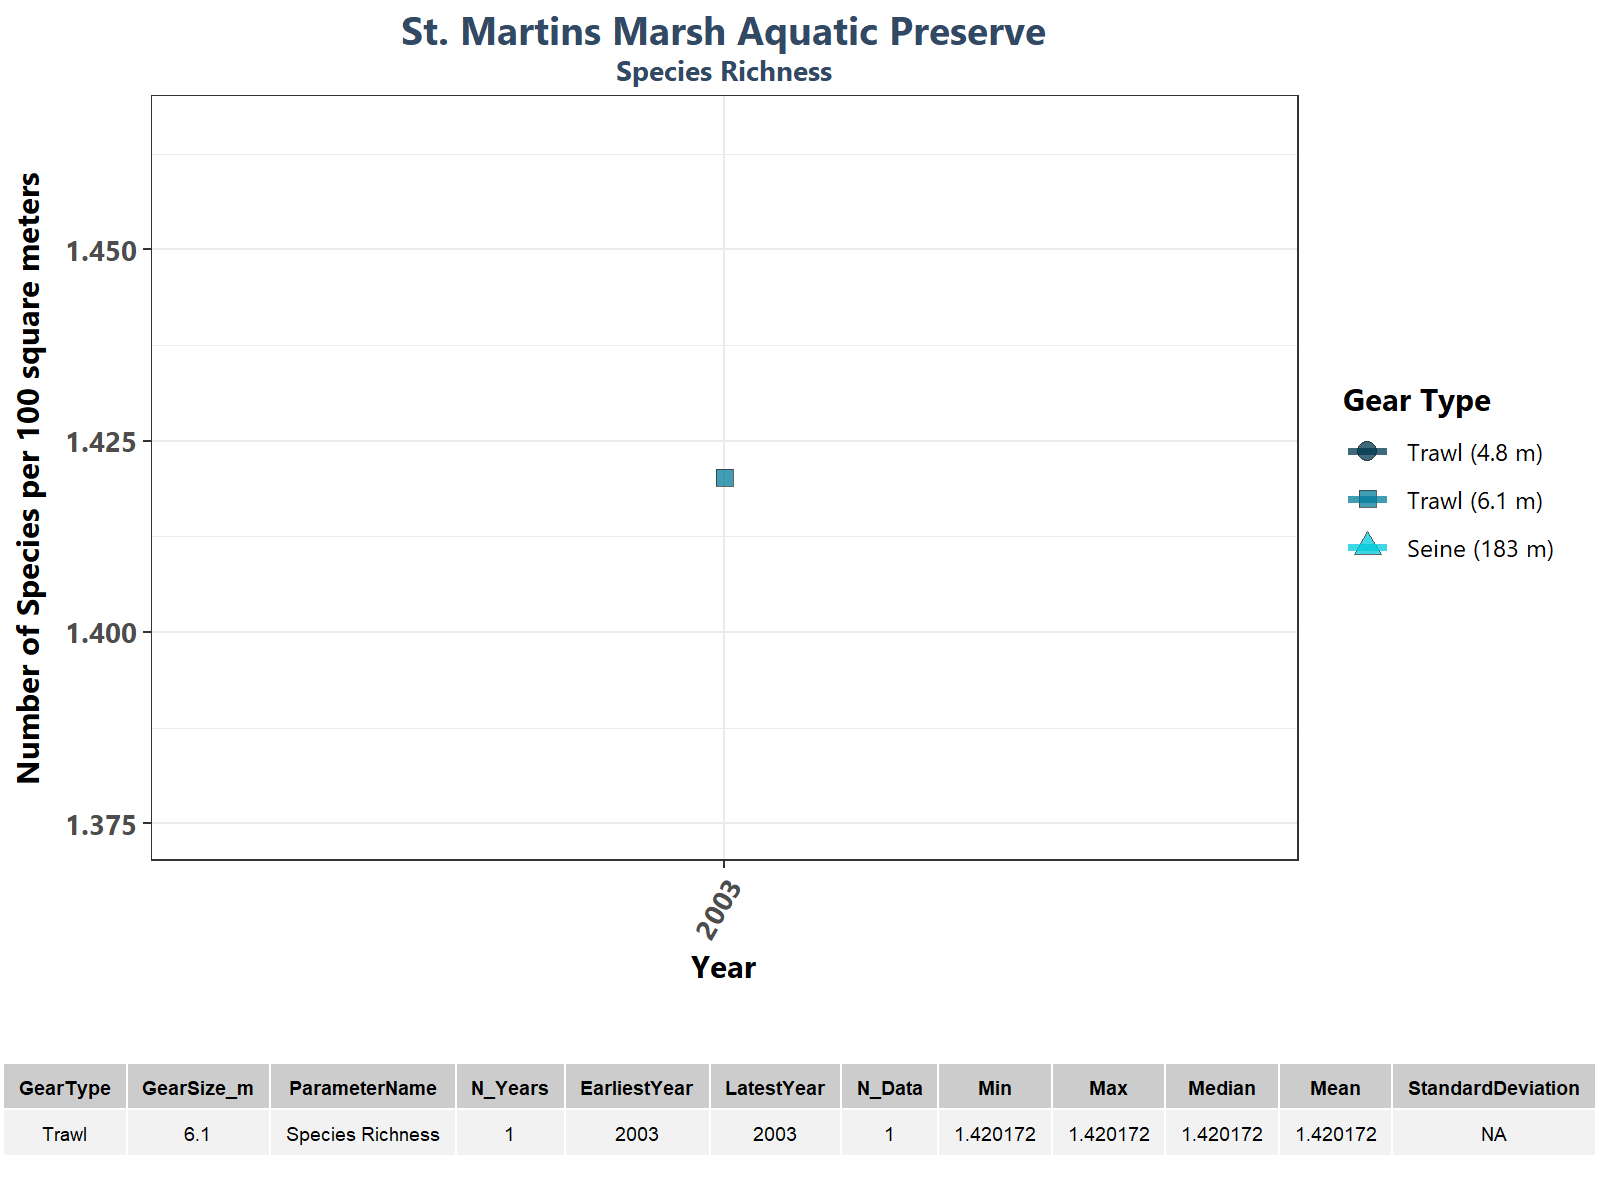 St. Martins Marsh Aquatic Preserve
Species Richness
Number of Species per 100 square meters
1.450
1.425
1.400
1.375
2003
Year
Gear Type
Trawl (4.8 m)
Trawl (6.1 m)
Seine (183 m)
GearType GearSize_m ParameterName N_Years EarliestYear LatestYear N_Data Min Max Median Mean StandardDeviation
Trawl 6.1 Species Richness 1 2003 2003 1 1.420172 1.420172 1.420172 1.420172 NA